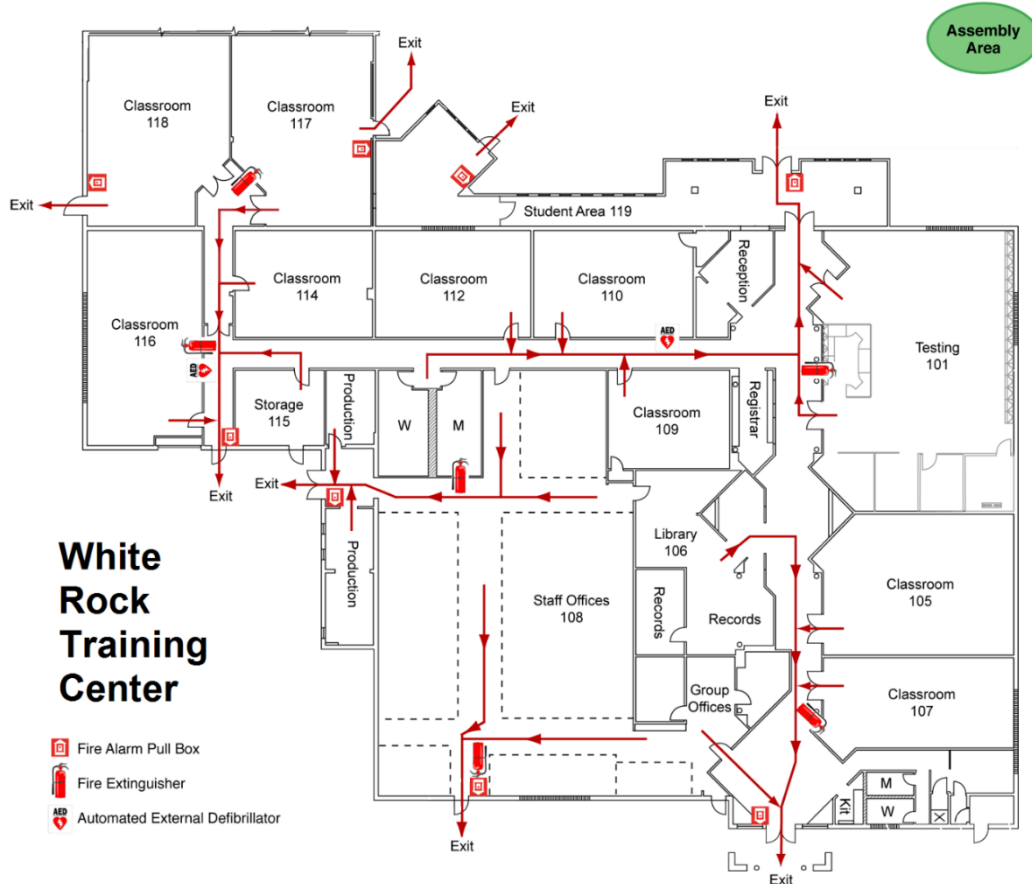 Assembly
Area
Exit
Exit
Exit
Classroom
118
Classroom
117
Exit
Student Area 119
Reception
Classroom
114
Classroom
112
Classroom
110
Classroom
116
AED
AED
Testing
101
Storage
115
Production
W
M
Classroom
109
Registrar
Exit
Exit
Library
106
Production
Staff Offices
108
Records
Records
Classroom
105
Group
Offices
Classroom
107
White
Rock
Training
Center
Fire Alarm Pull Box
Fire Extinguisher
AED
Automated External Defibrillator
M
W
Kit
X
Exit
Exit